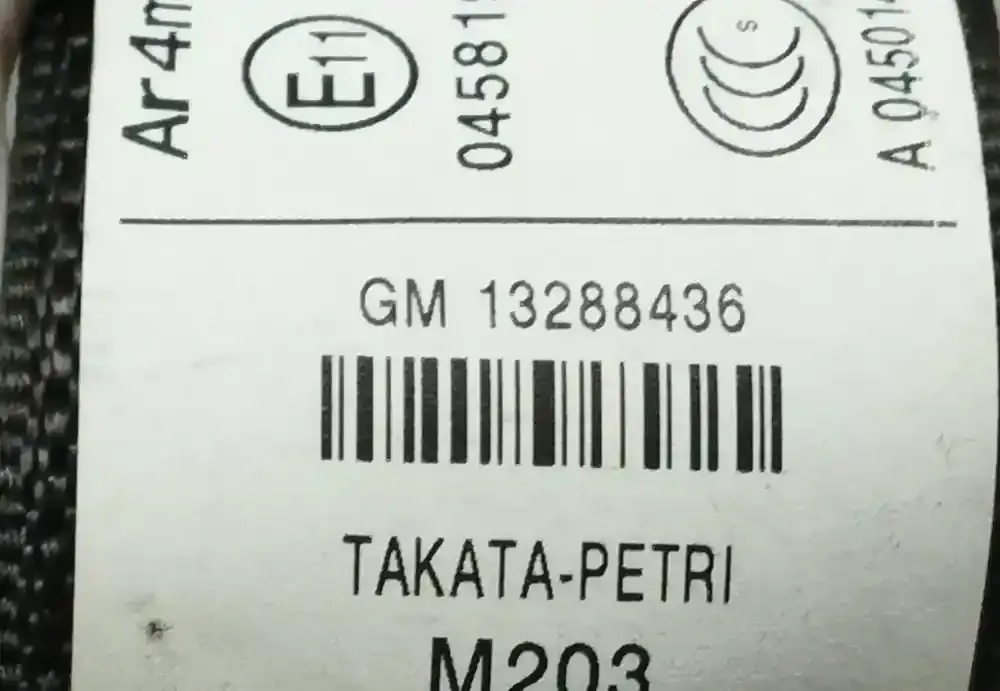 Ar4m
E11
04581
S
A 04501
GM 13288436
TAKATA-PETRI
M203